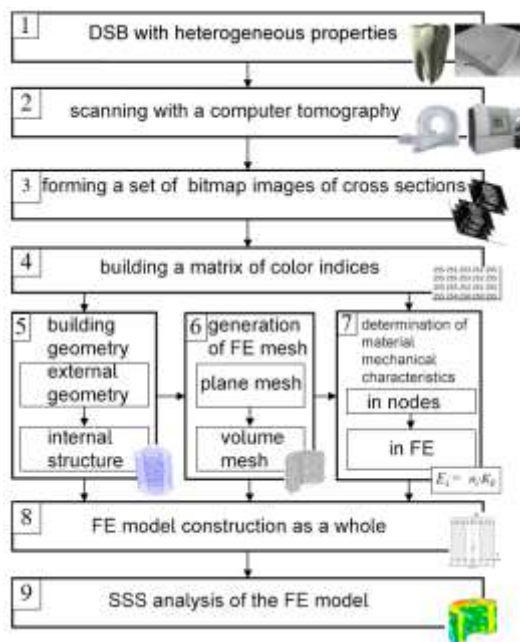 1
DSB with heterogeneous properties
2
scanning with a computer tomography
3
forming a set of bitmap images of cross sections
4
building a matrix of color indices
5
building
geometry
external
geometry
internal
structure
6
generation
of FE mesh
plane mesh
volume
mesh
7
determination of
material
mechanical
characteristics
in nodes
in FE
8
FE model construction as a whole
9
SSS analysis of the FE model